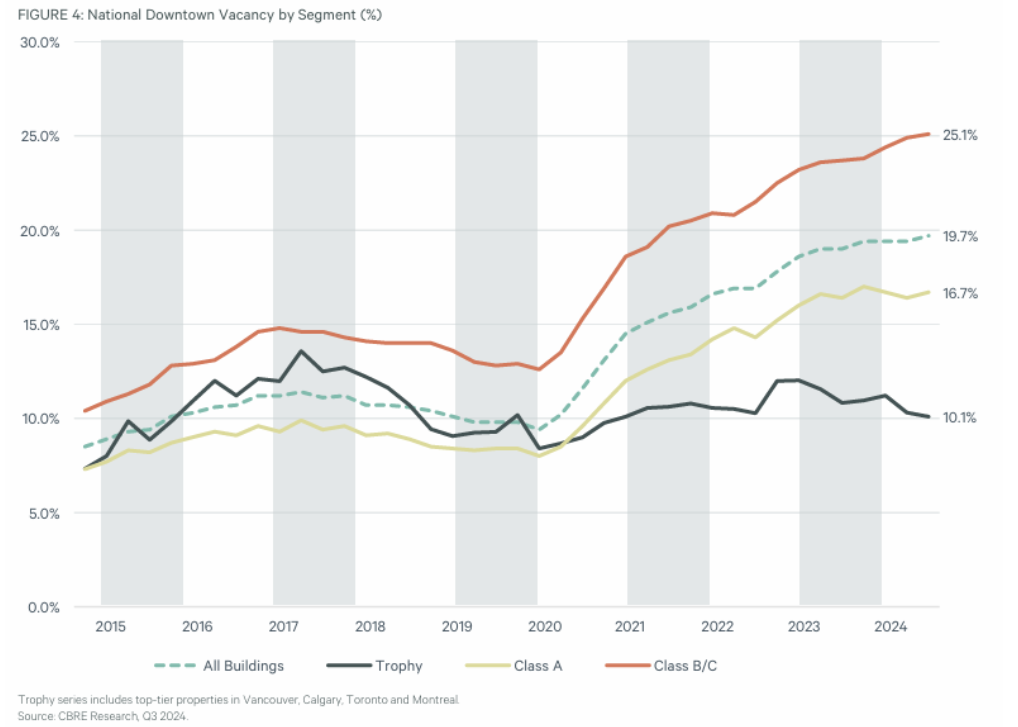 FIGURE 4: National Downtown Vacancy by Segment (%)
30.0%
25.0%
25.1%
20.0%
19.7%
16.7%
15.0%
10.0%
10.1%
5.0%
0.0%
2015 2016 2017 2018 2019 2020 2021 2022 2023 2024
All Buildings Trophy Class A Class B/C
Trophy series includes top-tier properties in Vancouver, Calgary, Toronto and Montreal.
Source: CBRE Research, Q3 2024.